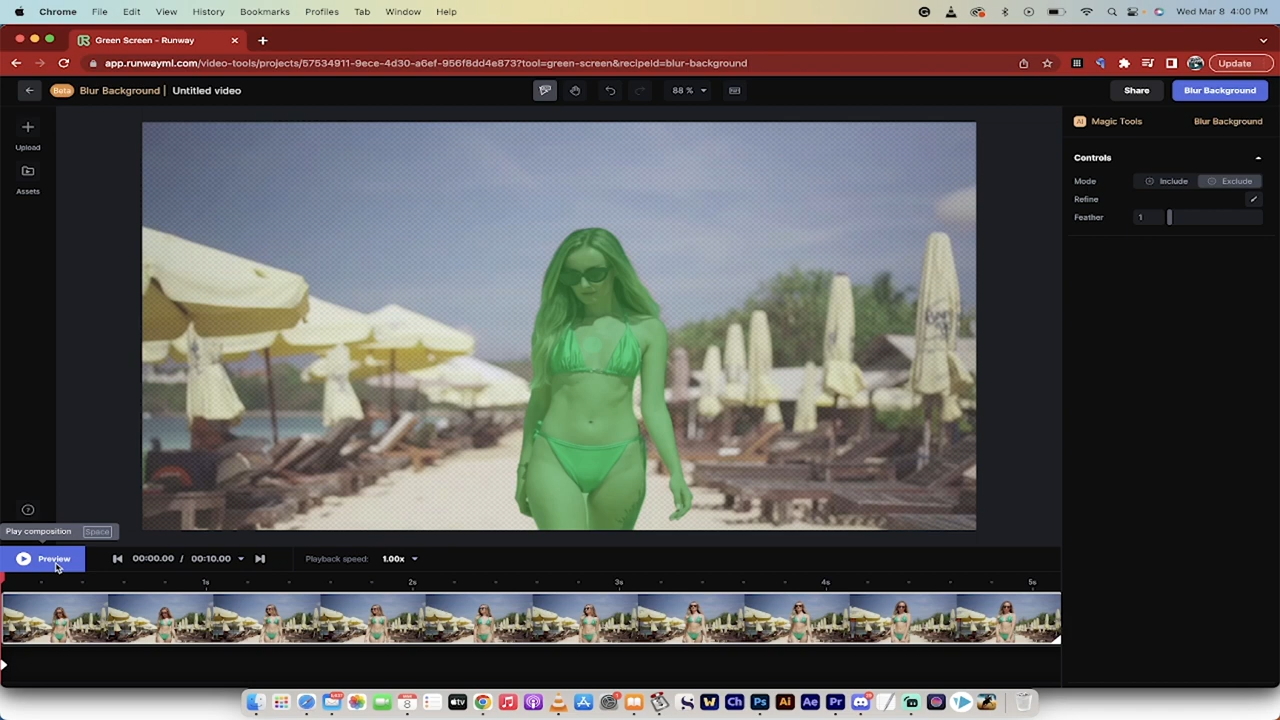 Chrome File Edit View History Bookmarks Profiles Tab Window Help Wed Mar 8 4:00 PM
Green Screen – Runway
app.runwayml.com/video-tools/projects/57534911-9ece-4d30-a6ef-956f8dd4e873?tool=green-screen&recipeId=blur-background Update
Beta Blur Background | Untitled video 88 % Share Blur Background
Upload
Assets
AI Magic Tools Blur Background
Controls
Mode Include Exclude
Refine
Feather 1
Play composition Space
Preview 00:00.00 / 00:10.00 Playback speed: 1.00x
1s 2s 3s 4s 5s